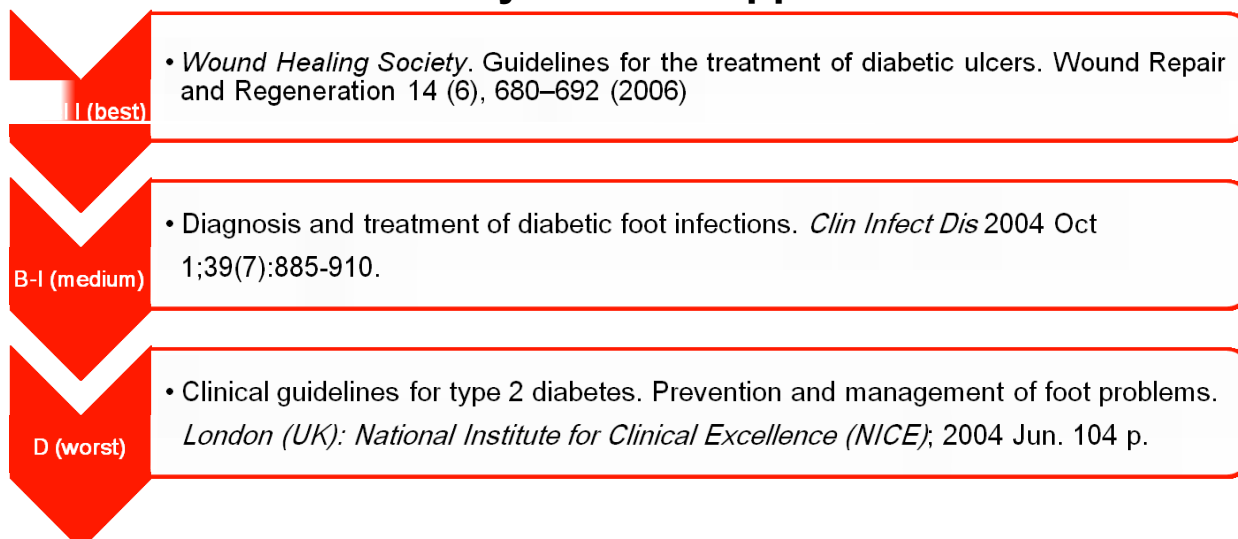 • Wound Healing Society. Guidelines for the treatment of diabetic ulcers. Wound Repair
and Regeneration 14 (6), 680–692 (2006)
I (best)
• Diagnosis and treatment of diabetic foot infections. Clin Infect Dis 2004 Oct
1;39(7):885-910.
B-I (medium)
• Clinical guidelines for type 2 diabetes. Prevention and management of foot problems.
London (UK): National Institute for Clinical Excellence (NICE); 2004 Jun. 104 p.
D (worst)